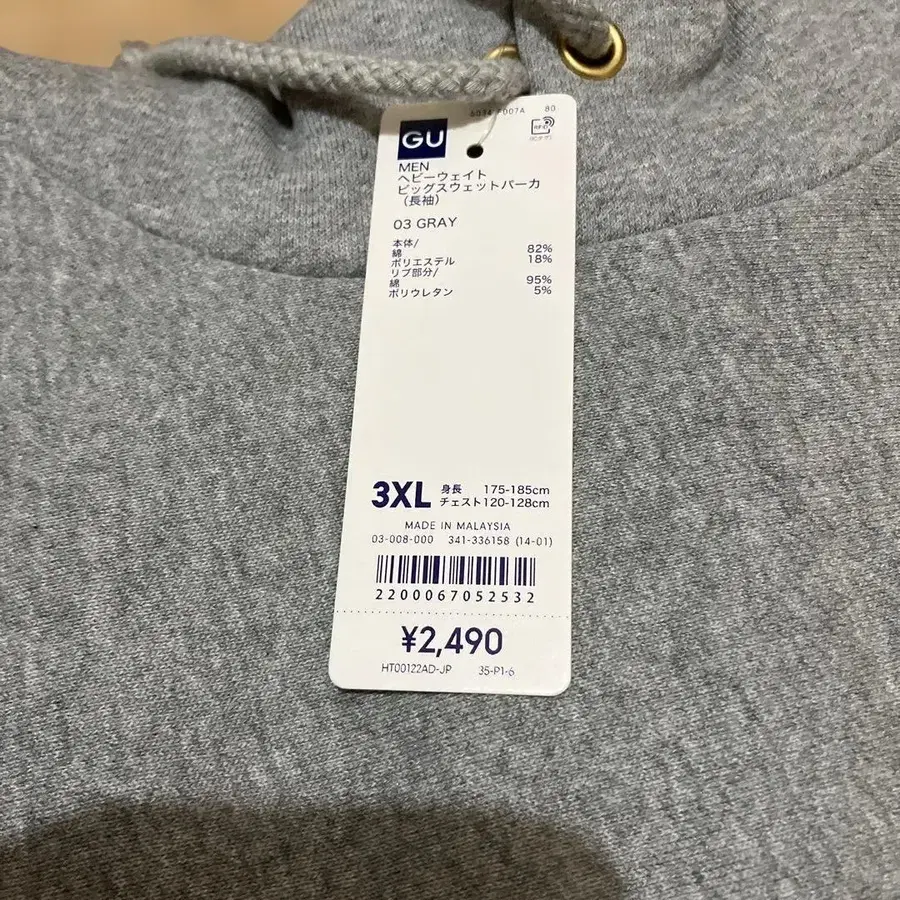 80
GU
RFID
MEN
ヘビーウェイト
ビッグスウェットパーカ
（長袖）
03 GRAY
本体/
綿 82%
ポリエステル 18%
リブ部分/
綿 95%
ポリウレタン 5%
3XL 身長 175-185cm
チェスト120-128cm
MADE IN MALAYSIA
03-008-000 341-336158 (14-01)
2200067052532
¥2,490
HT00122AD-JP 35-P1-6